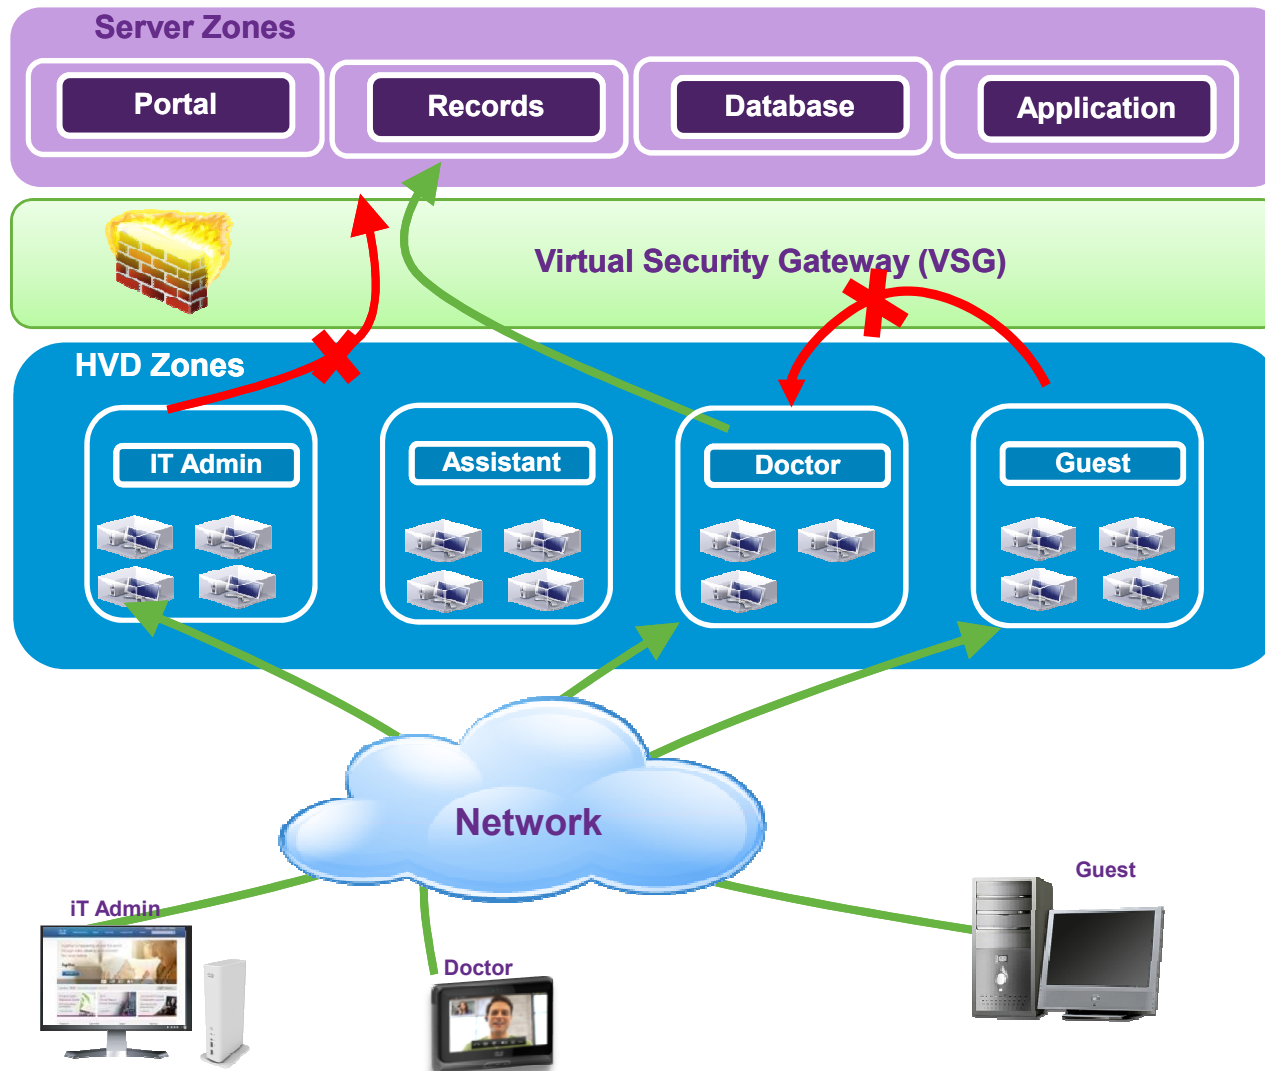 Server Zones
Portal
Records
Database
Application
Virtual Security Gateway (VSG)
HVD Zones
IT Admin
Assistant
Doctor
Guest
Network
Guest
iT Admin
Doctor